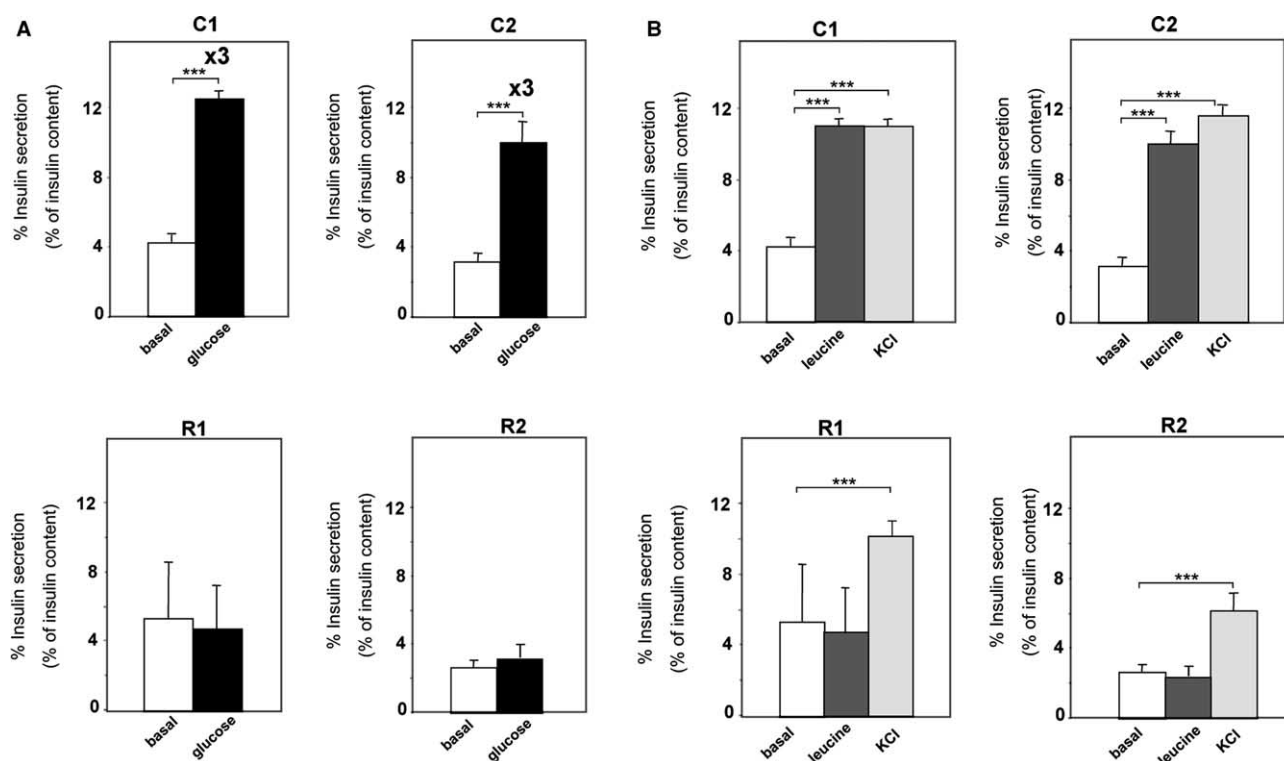 A
C1
% Insulin secretion
(% of insulin content)
12
8
4
0
x3
***
basal
glucose
C2
% Insulin secretion
(% of insulin content)
12
8
4
0
x3
***
basal
glucose
B
C1
% Insulin secretion
(% of insulin content)
12
8
4
0
***
***
basal
leucine
KCl
C2
% Insulin secretion
(% of insulin content)
12
8
4
0
***
***
basal
leucine
KCl
R1
% Insulin secretion
(% of insulin content)
12
8
4
0
basal
glucose
R2
% Insulin secretion
(% of insulin content)
12
8
4
0
basal
glucose
R1
% Insulin secretion
(% of insulin content)
12
8
4
0
***
basal
leucine
KCl
R2
% Insulin secretion
(% of insulin content)
12
8
4
0
***
basal
leucine
KCl